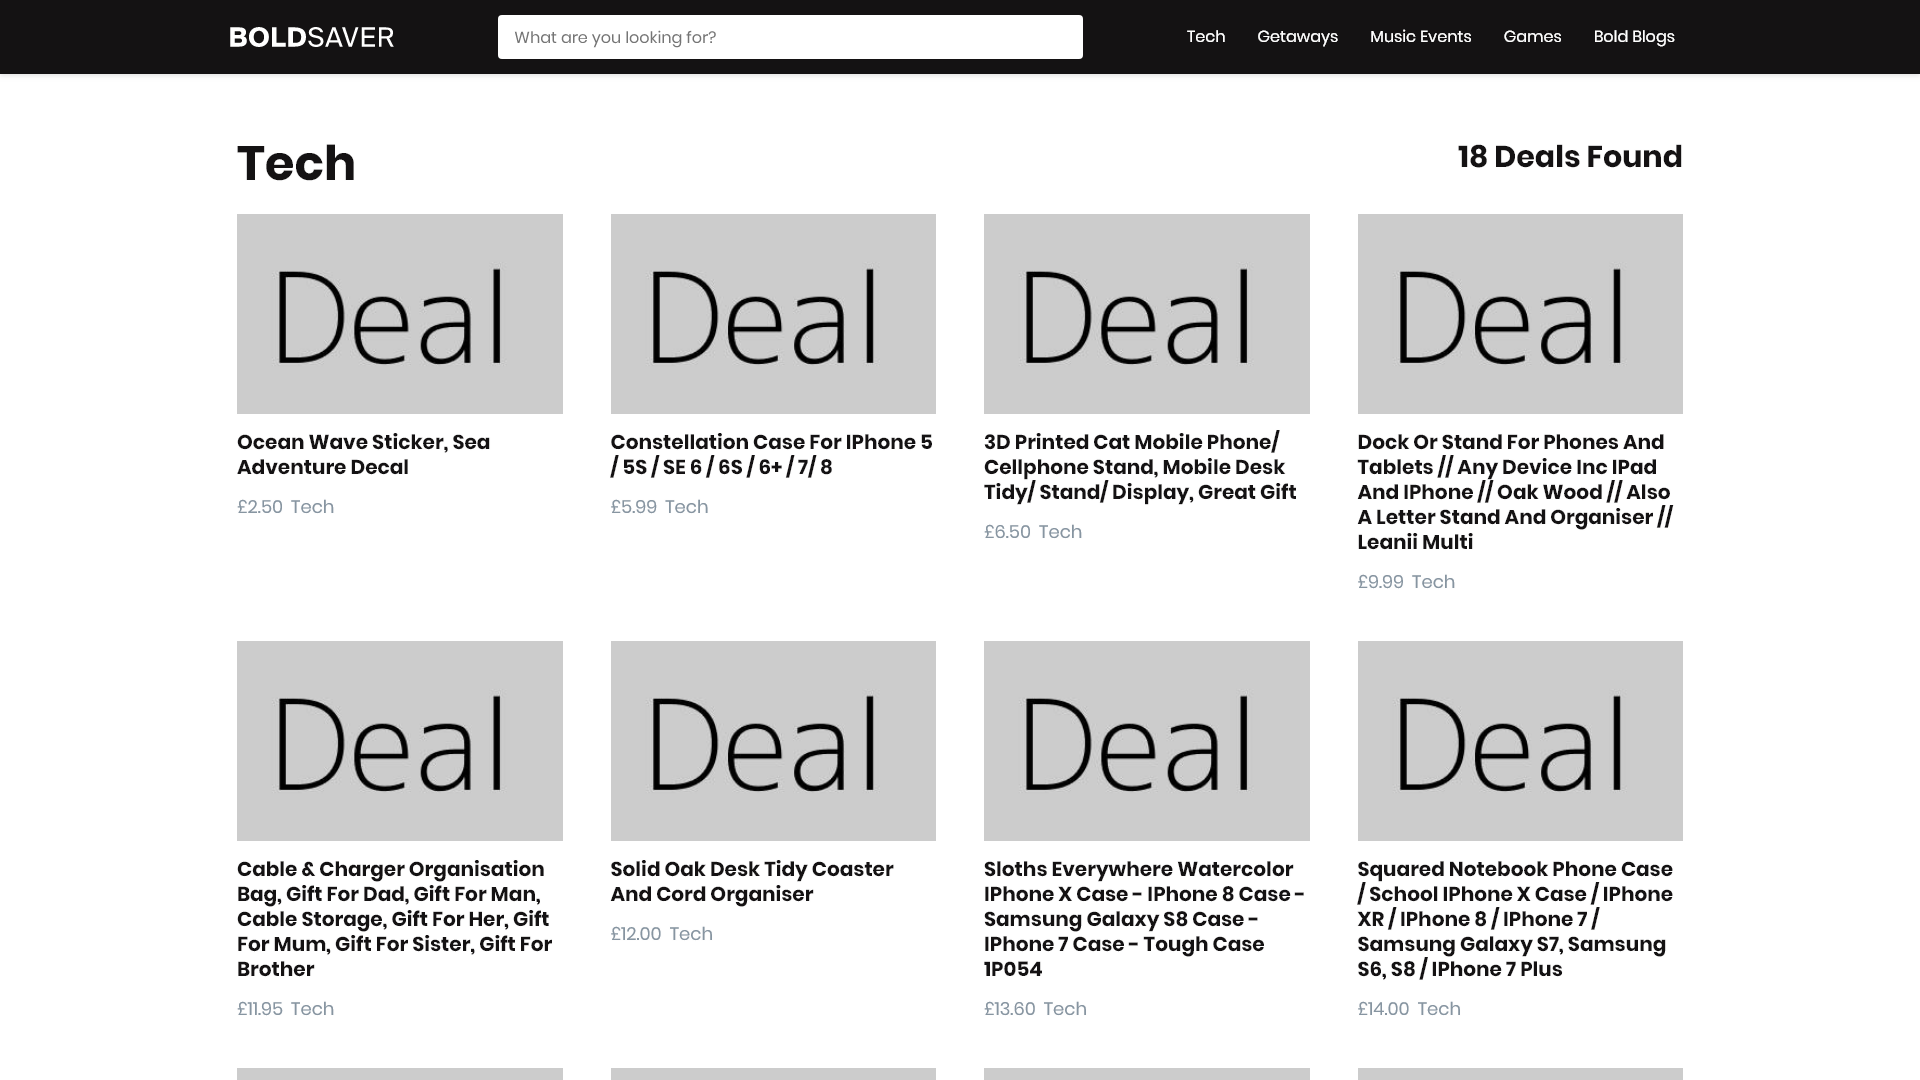 BOLDSAVER
What are you looking for?
Tech
Getaways
Music Events
Games
Bold Blogs
Tech
18 Deals Found
Deal
Deal
Deal
Deal
Ocean Wave Sticker, Sea
Adventure Decal
£2.50 Tech
Constellation Case For IPhone 5
/ 5S / SE 6 / 6S / 6+ / 7/ 8
£5.99 Tech
3D Printed Cat Mobile Phone/
Cellphone Stand, Mobile Desk
Tidy/ Stand/ Display, Great Gift
£6.50 Tech
Dock Or Stand For Phones And
Tablets // Any Device Inc IPad
And IPhone // Oak Wood // Also
A Letter Stand And Organiser //
Leanii Multi
£9.99 Tech
Deal
Deal
Deal
Deal
Cable & Charger Organisation
Bag, Gift For Dad, Gift For Man,
Cable Storage, Gift For Her, Gift
For Mum, Gift For Sister, Gift For
Brother
£11.95 Tech
Solid Oak Desk Tidy Coaster
And Cord Organiser
£12.00 Tech
Sloths Everywhere Watercolor
IPhone X Case - IPhone 8 Case -
Samsung Galaxy S8 Case -
IPhone 7 Case - Tough Case
1P054
£13.60 Tech
Squared Notebook Phone Case
/ School IPhone X Case / IPhone
XR / IPhone 8 / IPhone 7 /
Samsung Galaxy S7, Samsung
S6, S8 / IPhone 7 Plus
£14.00 Tech